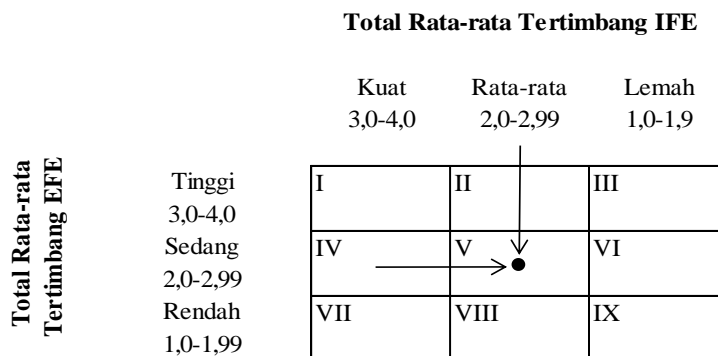 Total Rata-rata Tertimbang IFE
Kuat Rata-rata Lemah
3,0-4,0 2,0-2,99 1,0-1,9
Total Rata-rata
Tertimbang EFE
Tinggi I II III
3,0-4,0
Sedang IV V VI
2,0-2,99
Rendah VII VIII IX
1,0-1,99